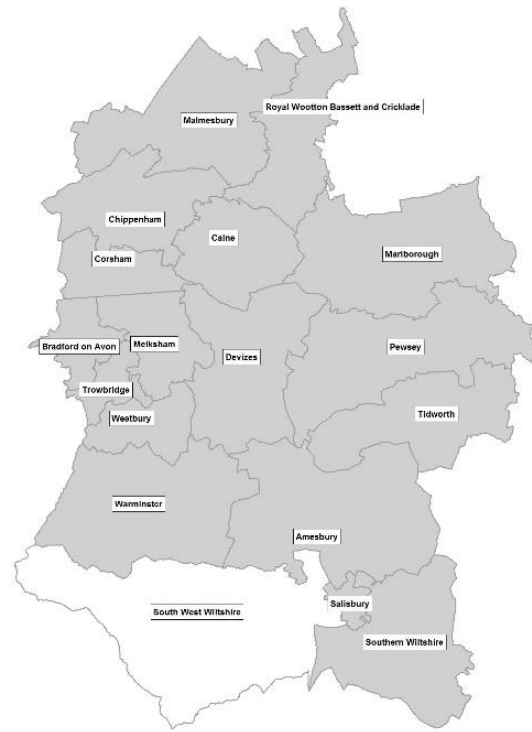 Royal Wootton Bassett and Cricklade
Malmesbury
Chippenham
Calne
Marlborough
Corsham
Bradford on Avon
Melksham
Devizes
Pewsey
Trowbridge
Westbury
Tidworth
Warminster
Amesbury
South West Wiltshire
Salisbury
Southern Wiltshire